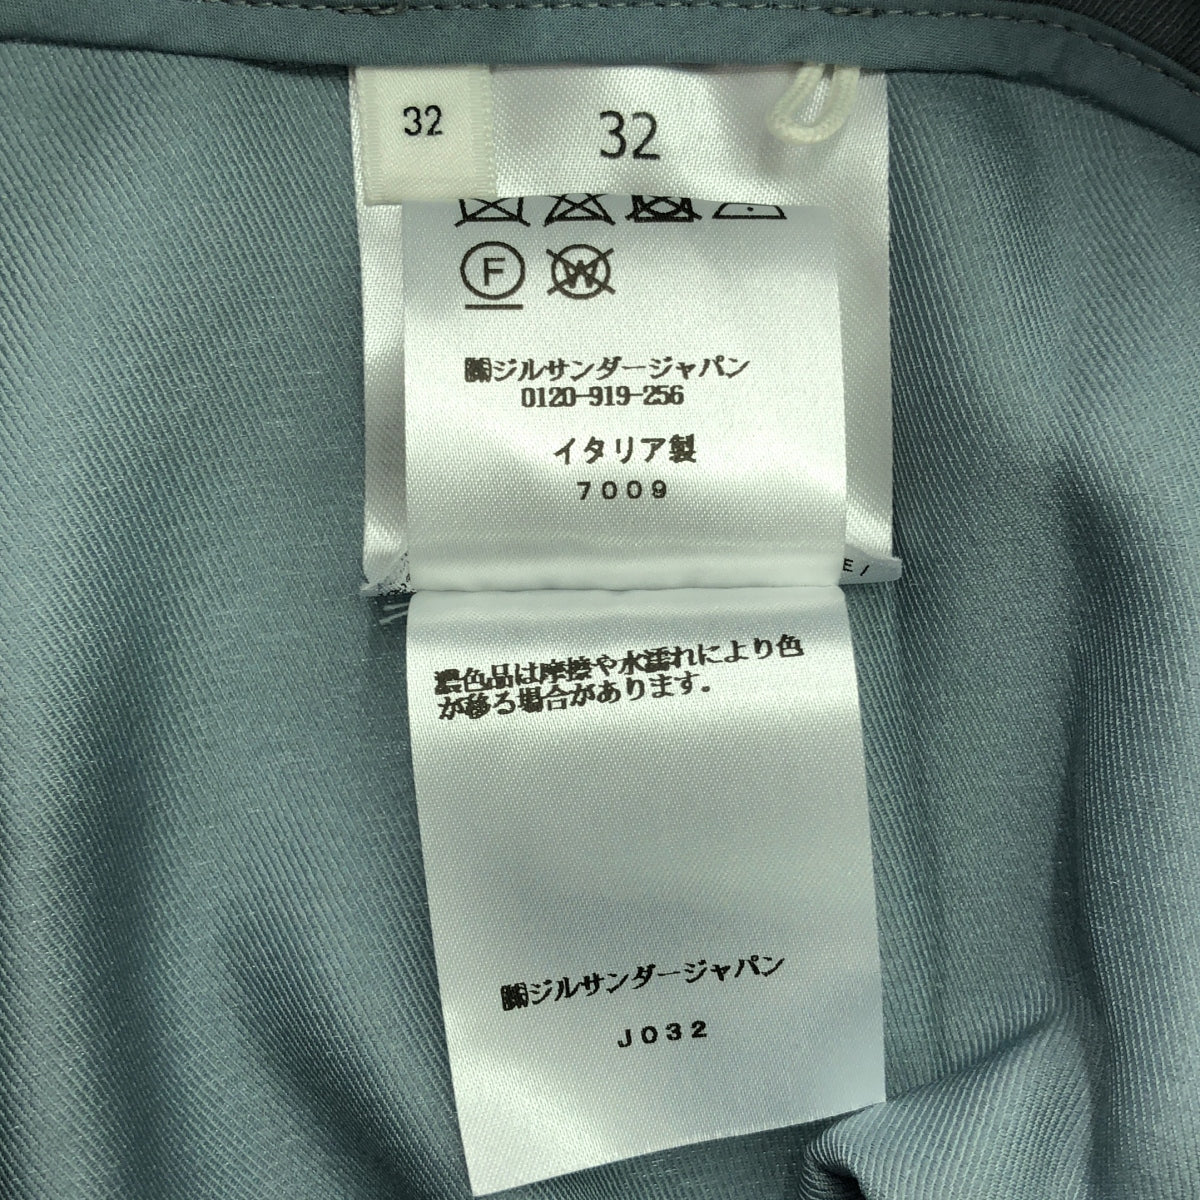 32
32
F
W
㈱ジルサンダージャパン
0120-919-256
イタリア製
7009
E/
濃色品は摩擦や水濡れにより色
が移る場合があります。
㈱ジルサンダージャパン
J032